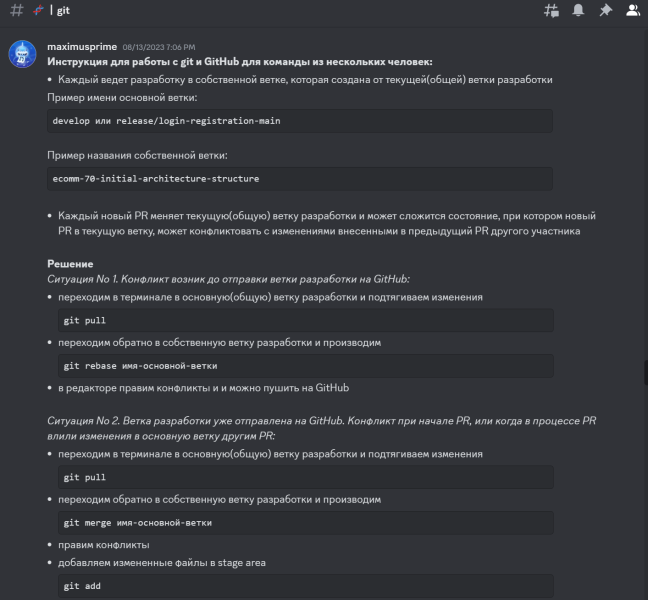 | git
maximusprime 08/13/2023 7:06 PM
Инструкция для работы с git и GitHub для команды из нескольких человек:
• Каждый ведет разработку в собственной ветке, которая создана от текущей(общей) ветки разработки
Пример имени основной ветки:
develop или release/login-registration-main
Пример названия собственной ветки:
ecomm-70-initial-architecture-structure
• Каждый новый PR меняет текущую(общую) ветку разработки и может сложится состояние, при котором новый
PR в текущую ветку, может конфликтовать с изменениями внесенными в предыдущий PR другого участника
Решение
Ситуация No 1. Конфликт возник до отправки ветки разработки на GitHub:
• переходим в терминале в основную(общую) ветку разработки и подтягиваем изменения
git pull
• переходим обратно в собственную ветку разработки и производим
git rebase имя-основной-ветки
• в редакторе правим конфликты и и можно пушить на GitHub
Ситуация No 2. Ветка разработки уже отправлена на GitHub. Конфликт при начале PR, или когда в процессе PR
влили изменения в основную ветку другим PR:
• переходим в терминале в основную(общую) ветку разработки и подтягиваем изменения
git pull
• переходим обратно в собственную ветку разработки и производим
git merge имя-основной-ветки
• правим конфликты
• добавляем измененные файлы в stage area
git add